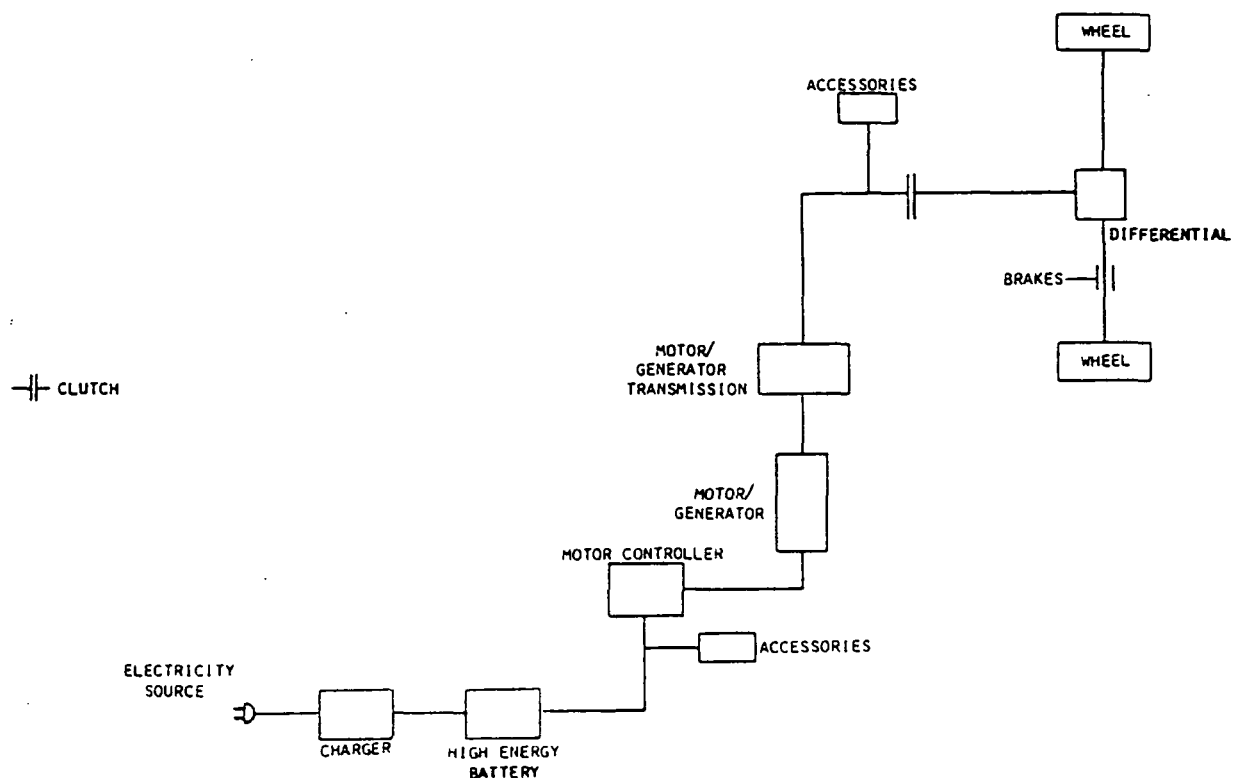 WHEEL
ACCESSORIES
DIFFERENTIAL
BRAKES
WHEEL
MOTOR/
GENERATOR
TRANSMISSION
CLUTCH
MOTOR/
GENERATOR
MOTOR CONTROLLER
ACCESSORIES
ELECTRICITY
SOURCE
CHARGER
HIGH ENERGY
BATTERY